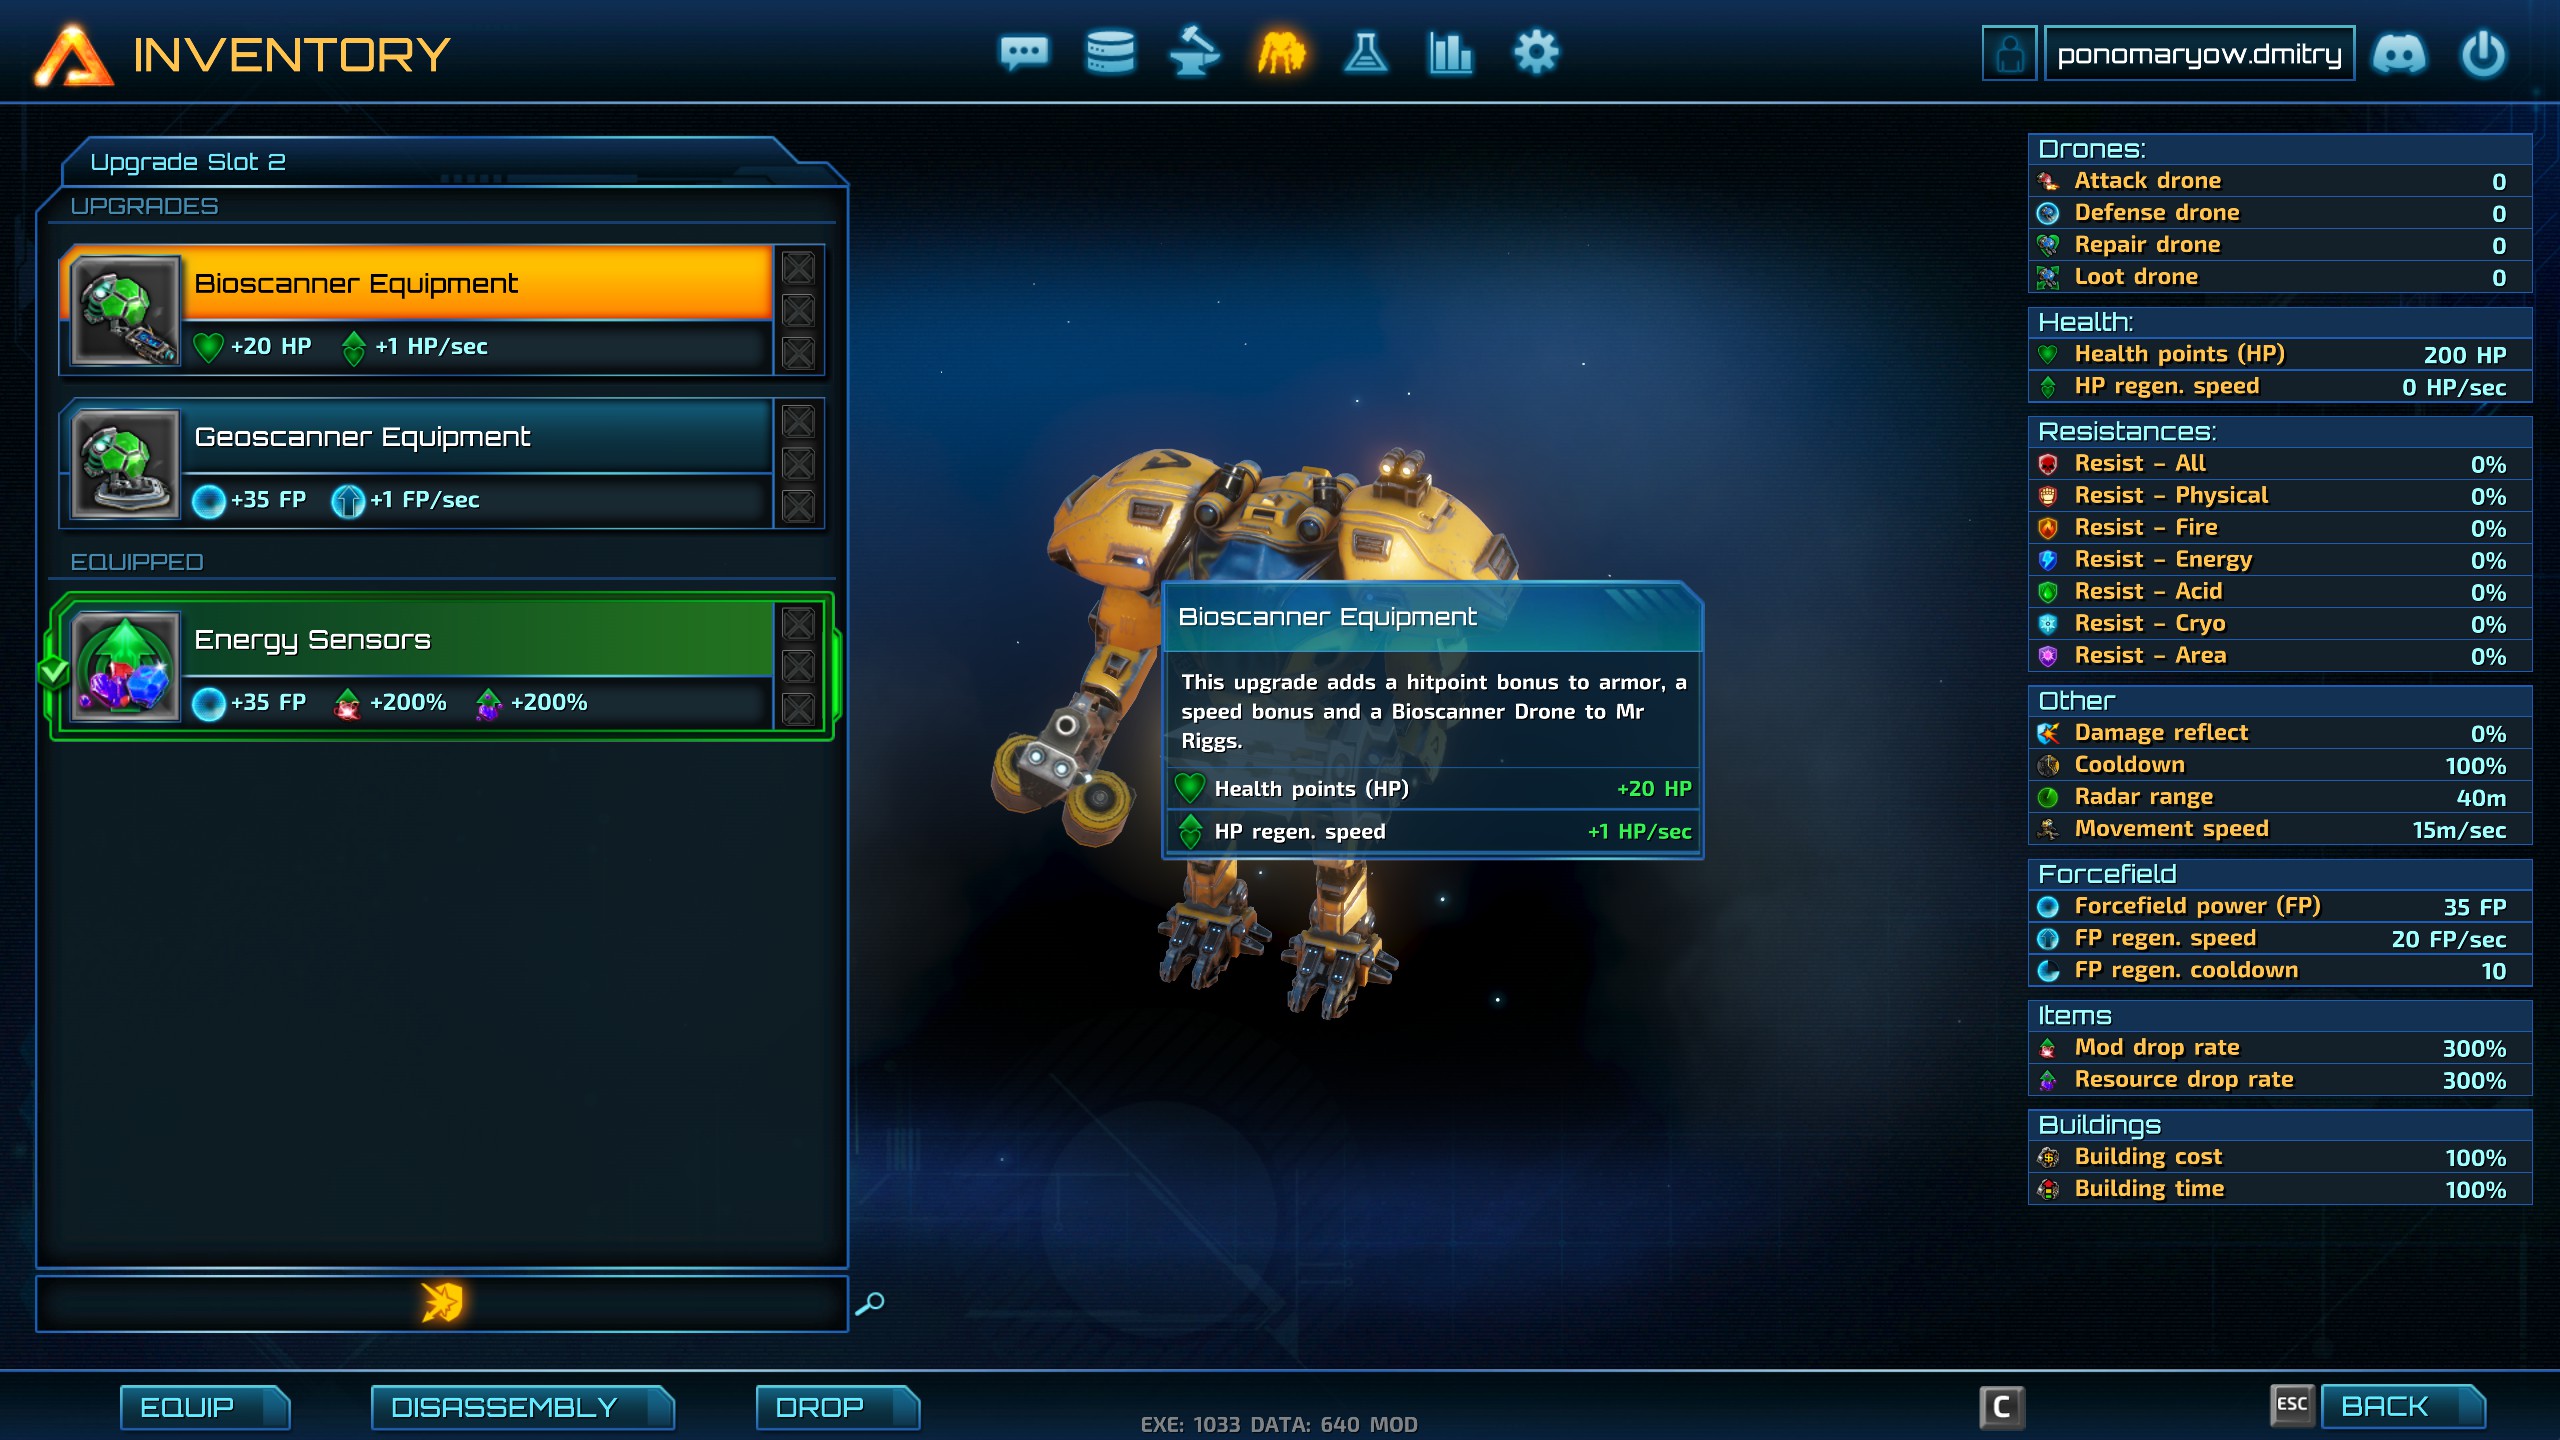 INVENTORY
ponomaryow.dmitry
Upgrade Slot 2
UPGRADES
Bioscanner Equipment
+20 HP +1 HP/sec
Geoscanner Equipment
+35 FP +1 FP/sec
EQUIPPED
Energy Sensors
+35 FP +200% +200%
Bioscanner Equipment
This upgrade adds a hitpoint bonus to armor, a
speed bonus and a Bioscanner Drone to Mr
Riggs.
Health points (HP) +20 HP
HP regen. speed +1 HP/sec
Drones:
Attack drone 0
Defense drone 0
Repair drone 0
Loot drone 0
Health:
Health points (HP) 200 HP
HP regen. speed 0 HP/sec
Resistances:
Resist – All 0%
Resist – Physical 0%
Resist – Fire 0%
Resist – Energy 0%
Resist – Acid 0%
Resist – Cryo 0%
Resist – Area 0%
Other
Damage reflect 0%
Cooldown 100%
Radar range 40m
Movement speed 15m/sec
Forcefield
Forcefield power (FP) 35 FP
FP regen. speed 20 FP/sec
FP regen. cooldown 10
Items
Mod drop rate 300%
Resource drop rate 300%
Buildings
Building cost 100%
Building time 100%
EQUIP
DISASSEMBLY
DROP
EXE: 1033 DATA: 640 MOD
C
ESC
BACK